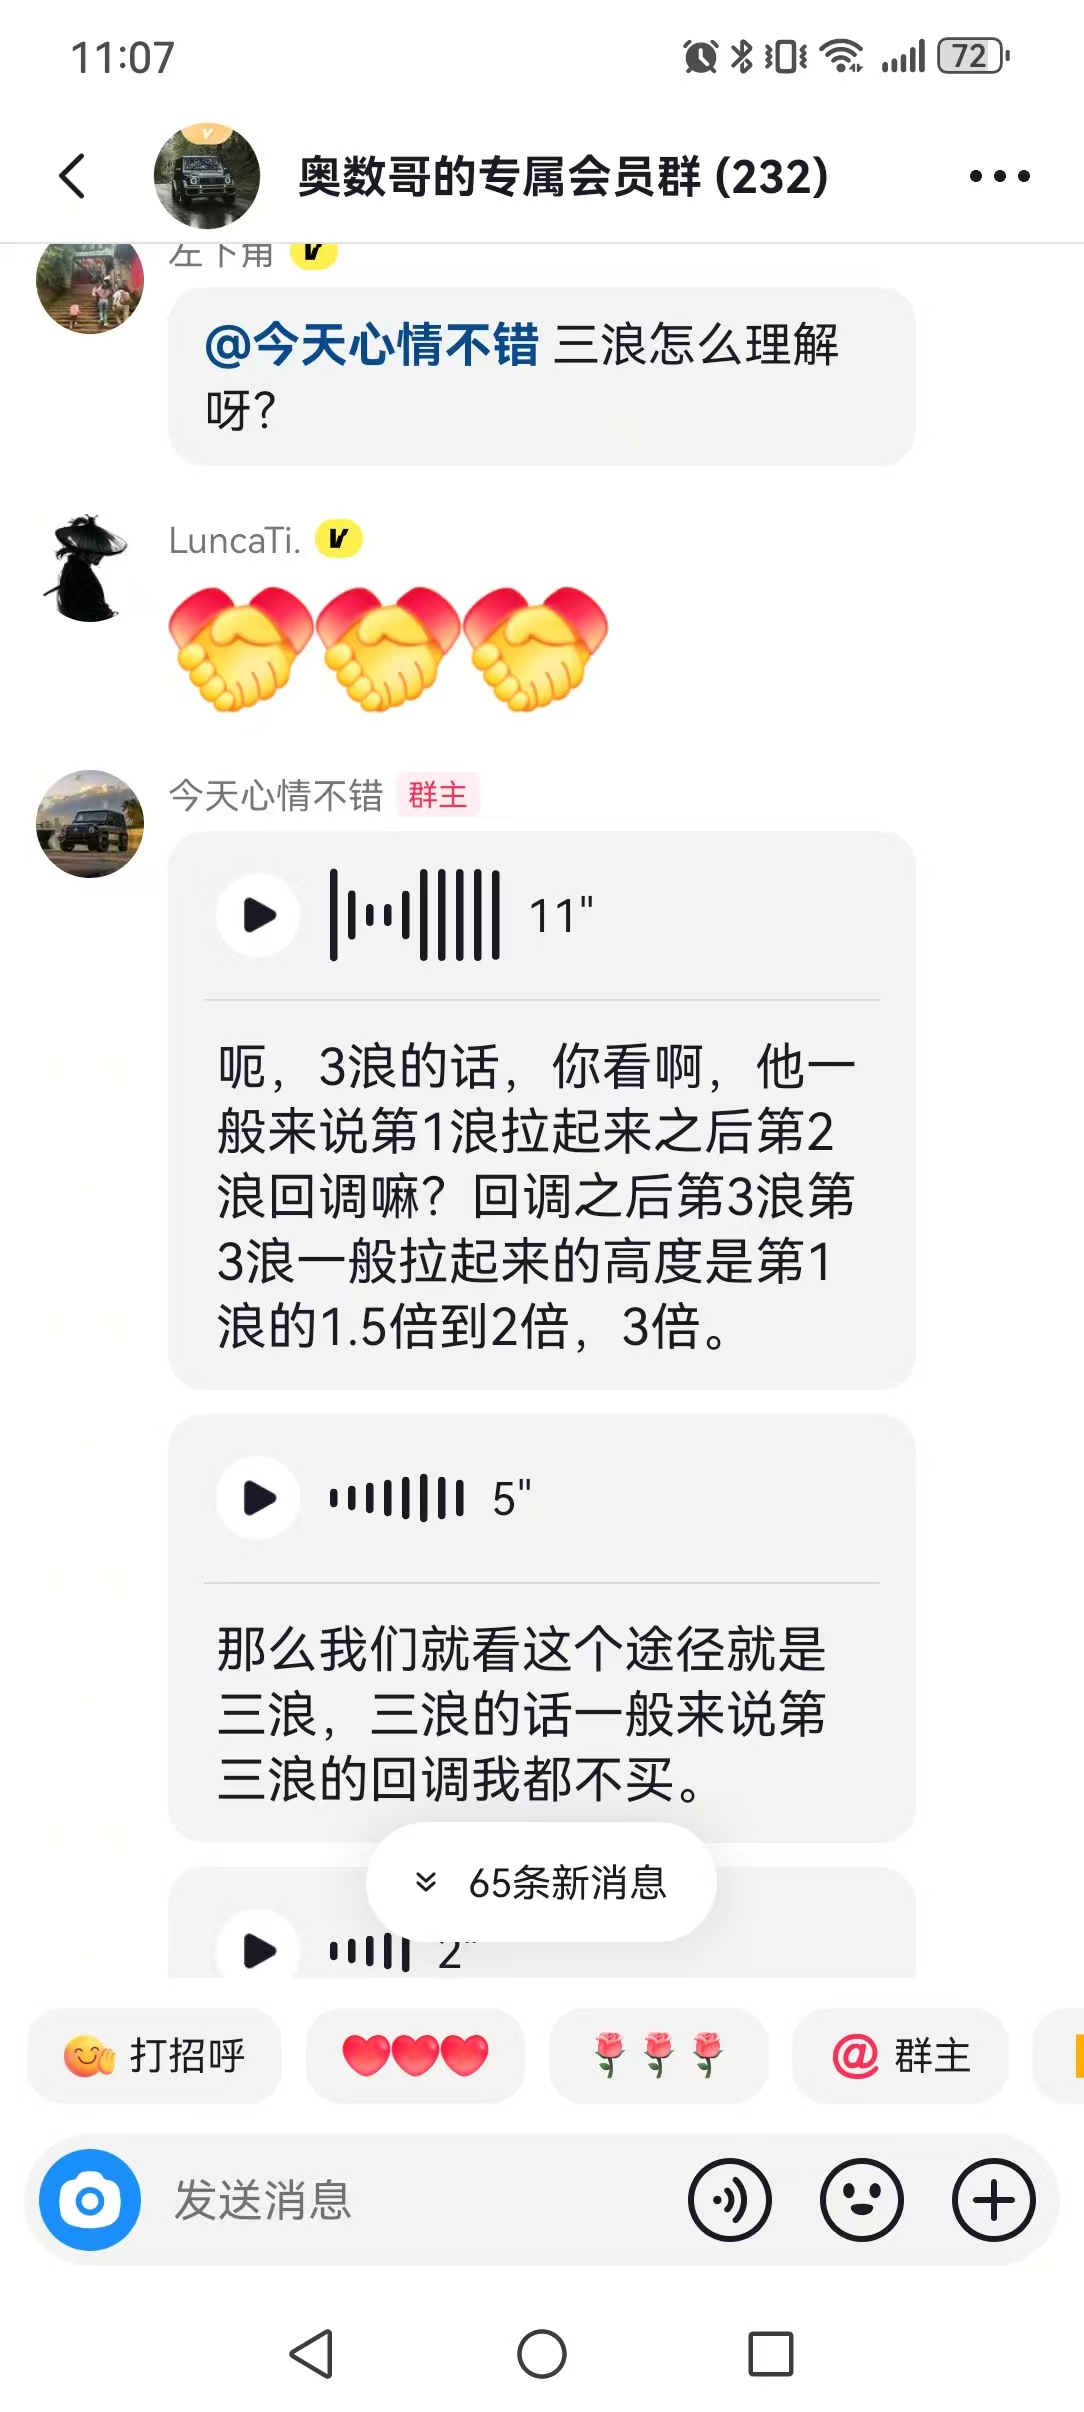 11:07
72
奥数哥的专属会员群 (232)
左下角
@今天心情不错 三浪怎么理解
呀?
LuncaTi.
今天心情不错 群主
11"
呃，3浪的话，你看啊，他一
般来说第1浪拉起来之后第2
浪回调嘛？回调之后第3浪第
3浪一般拉起来的高度是第1
浪的1.5倍到2倍，3倍。
5"
那么我们就看这个途径就是
三浪，三浪的话一般来说第
三浪的回调我都不买。
65条新消息
2"
打招呼
@ 群主
发送消息